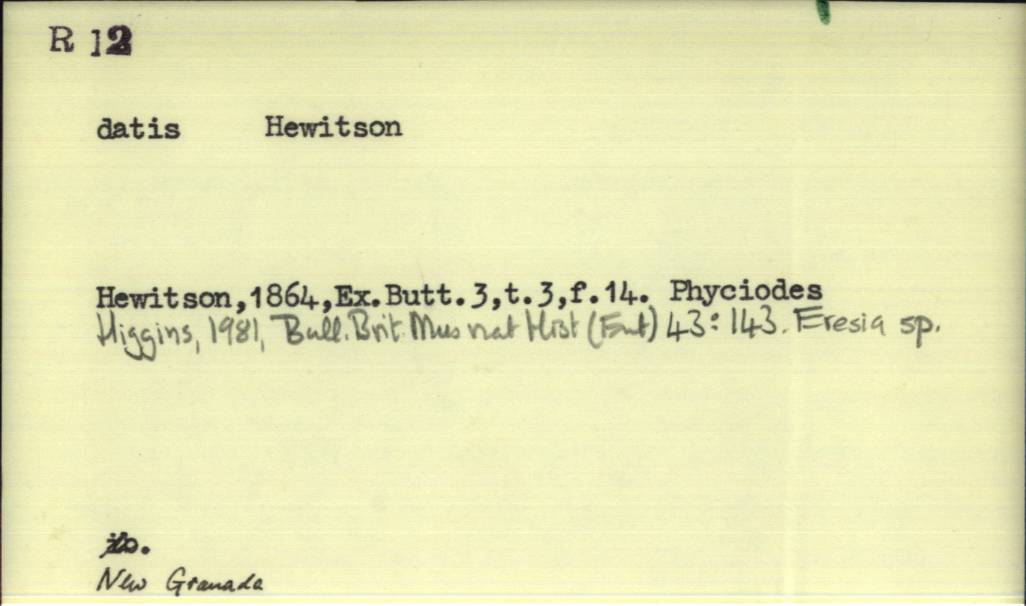 R 12
datis Hewitson
Hewitson,1864,Ex.Butt.3,t.3,f.14. Phyciodes
Higgins, 1981, Bull. Brit. Mus nat Hist (Ent) 43: 143. Eresia sp.
New Granada